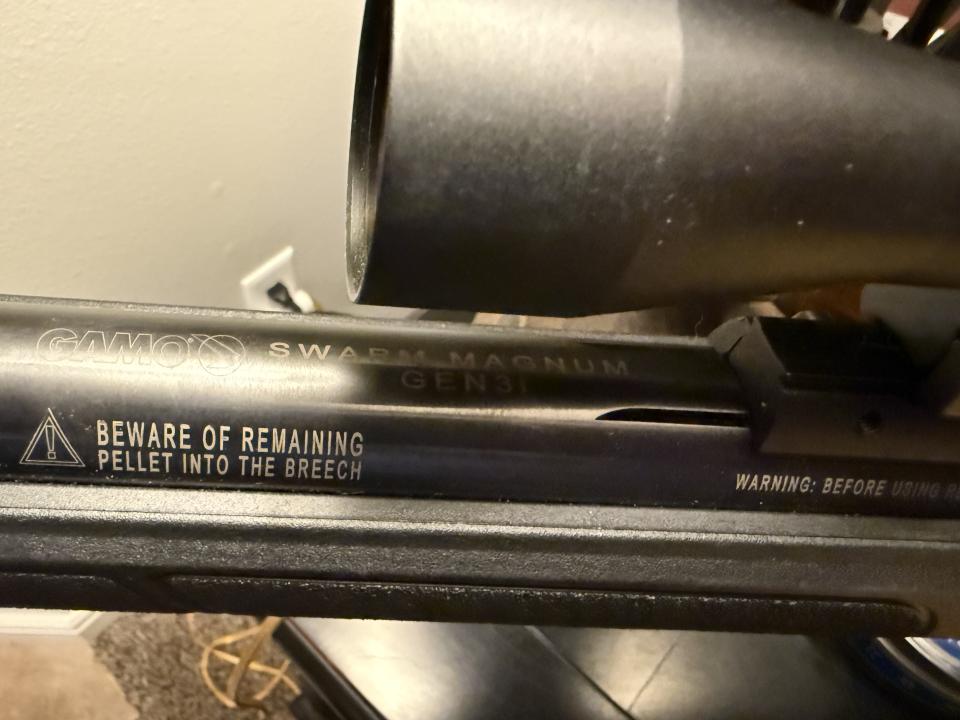 GAMO SWARM MAGNUM
GEN3i
BEWARE OF REMAINING
PELLET INTO THE BREECH
WARNING: BEFORE USING